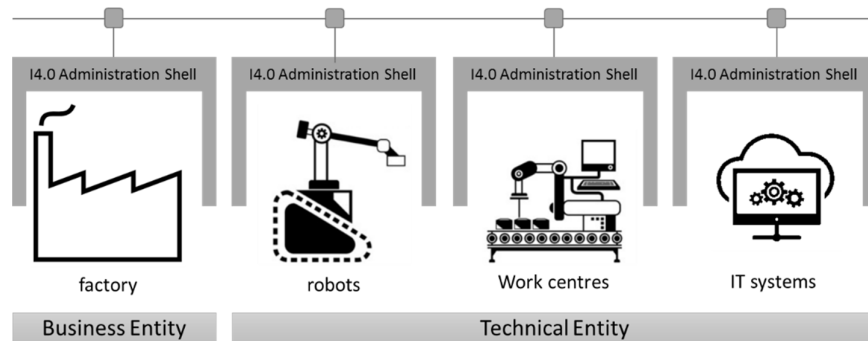 I4.0 Administration Shell
I4.0 Administration Shell
I4.0 Administration Shell
I4.0 Administration Shell
factory
robots
Work centres
IT systems
Business Entity
Technical Entity